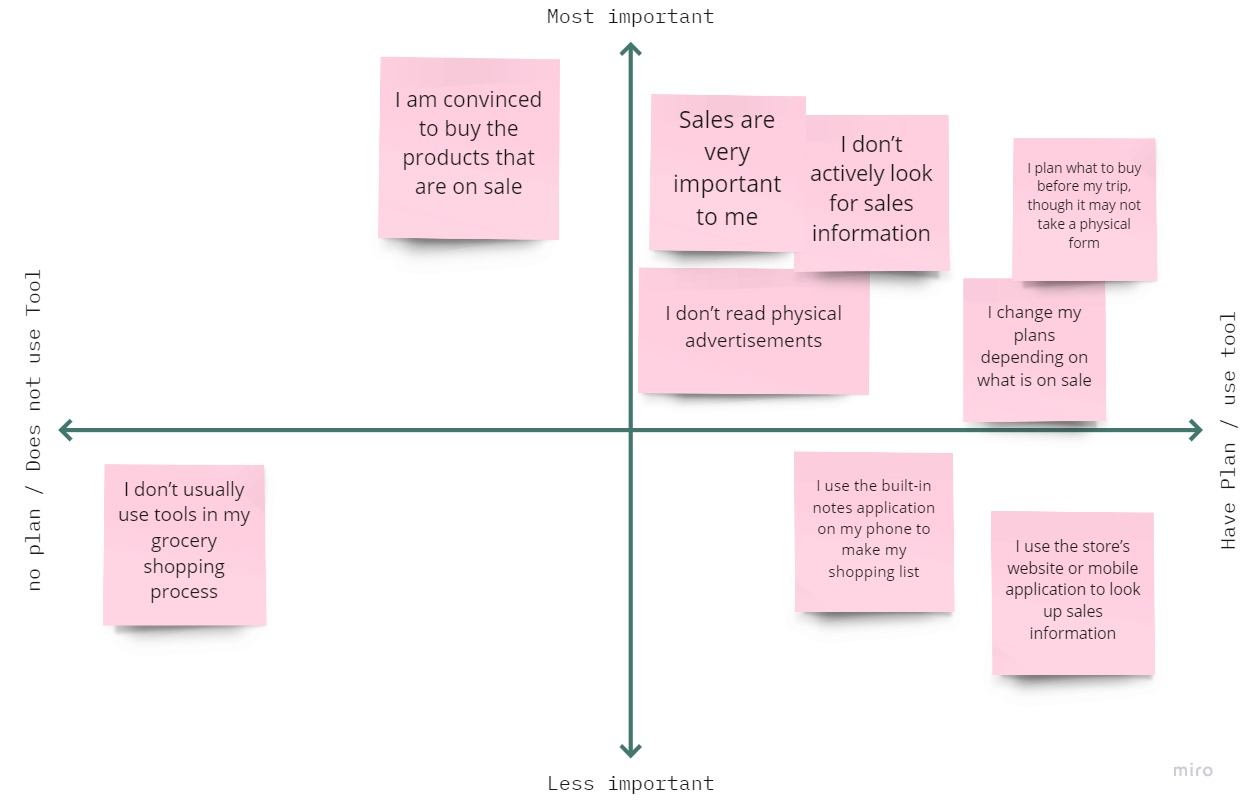 Most important
I am convinced
to buy the
products that
are on sale
Sales are
very
important
to me
I don't
actively look
for sales
information
I plan what to buy
before my trip,
though it may not
take a physical
form
I don't read physical
advertisements
I change my
plans
depending on
what is on sale
no plan / Does not use Tool
Have Plan / use tool
I don't usually
use tools in my
grocery
shopping
process
I use the built-in
notes application
on my phone to
make my
shopping list
I use the store's
website or mobile
application to look
up sales
information
Less important
miro